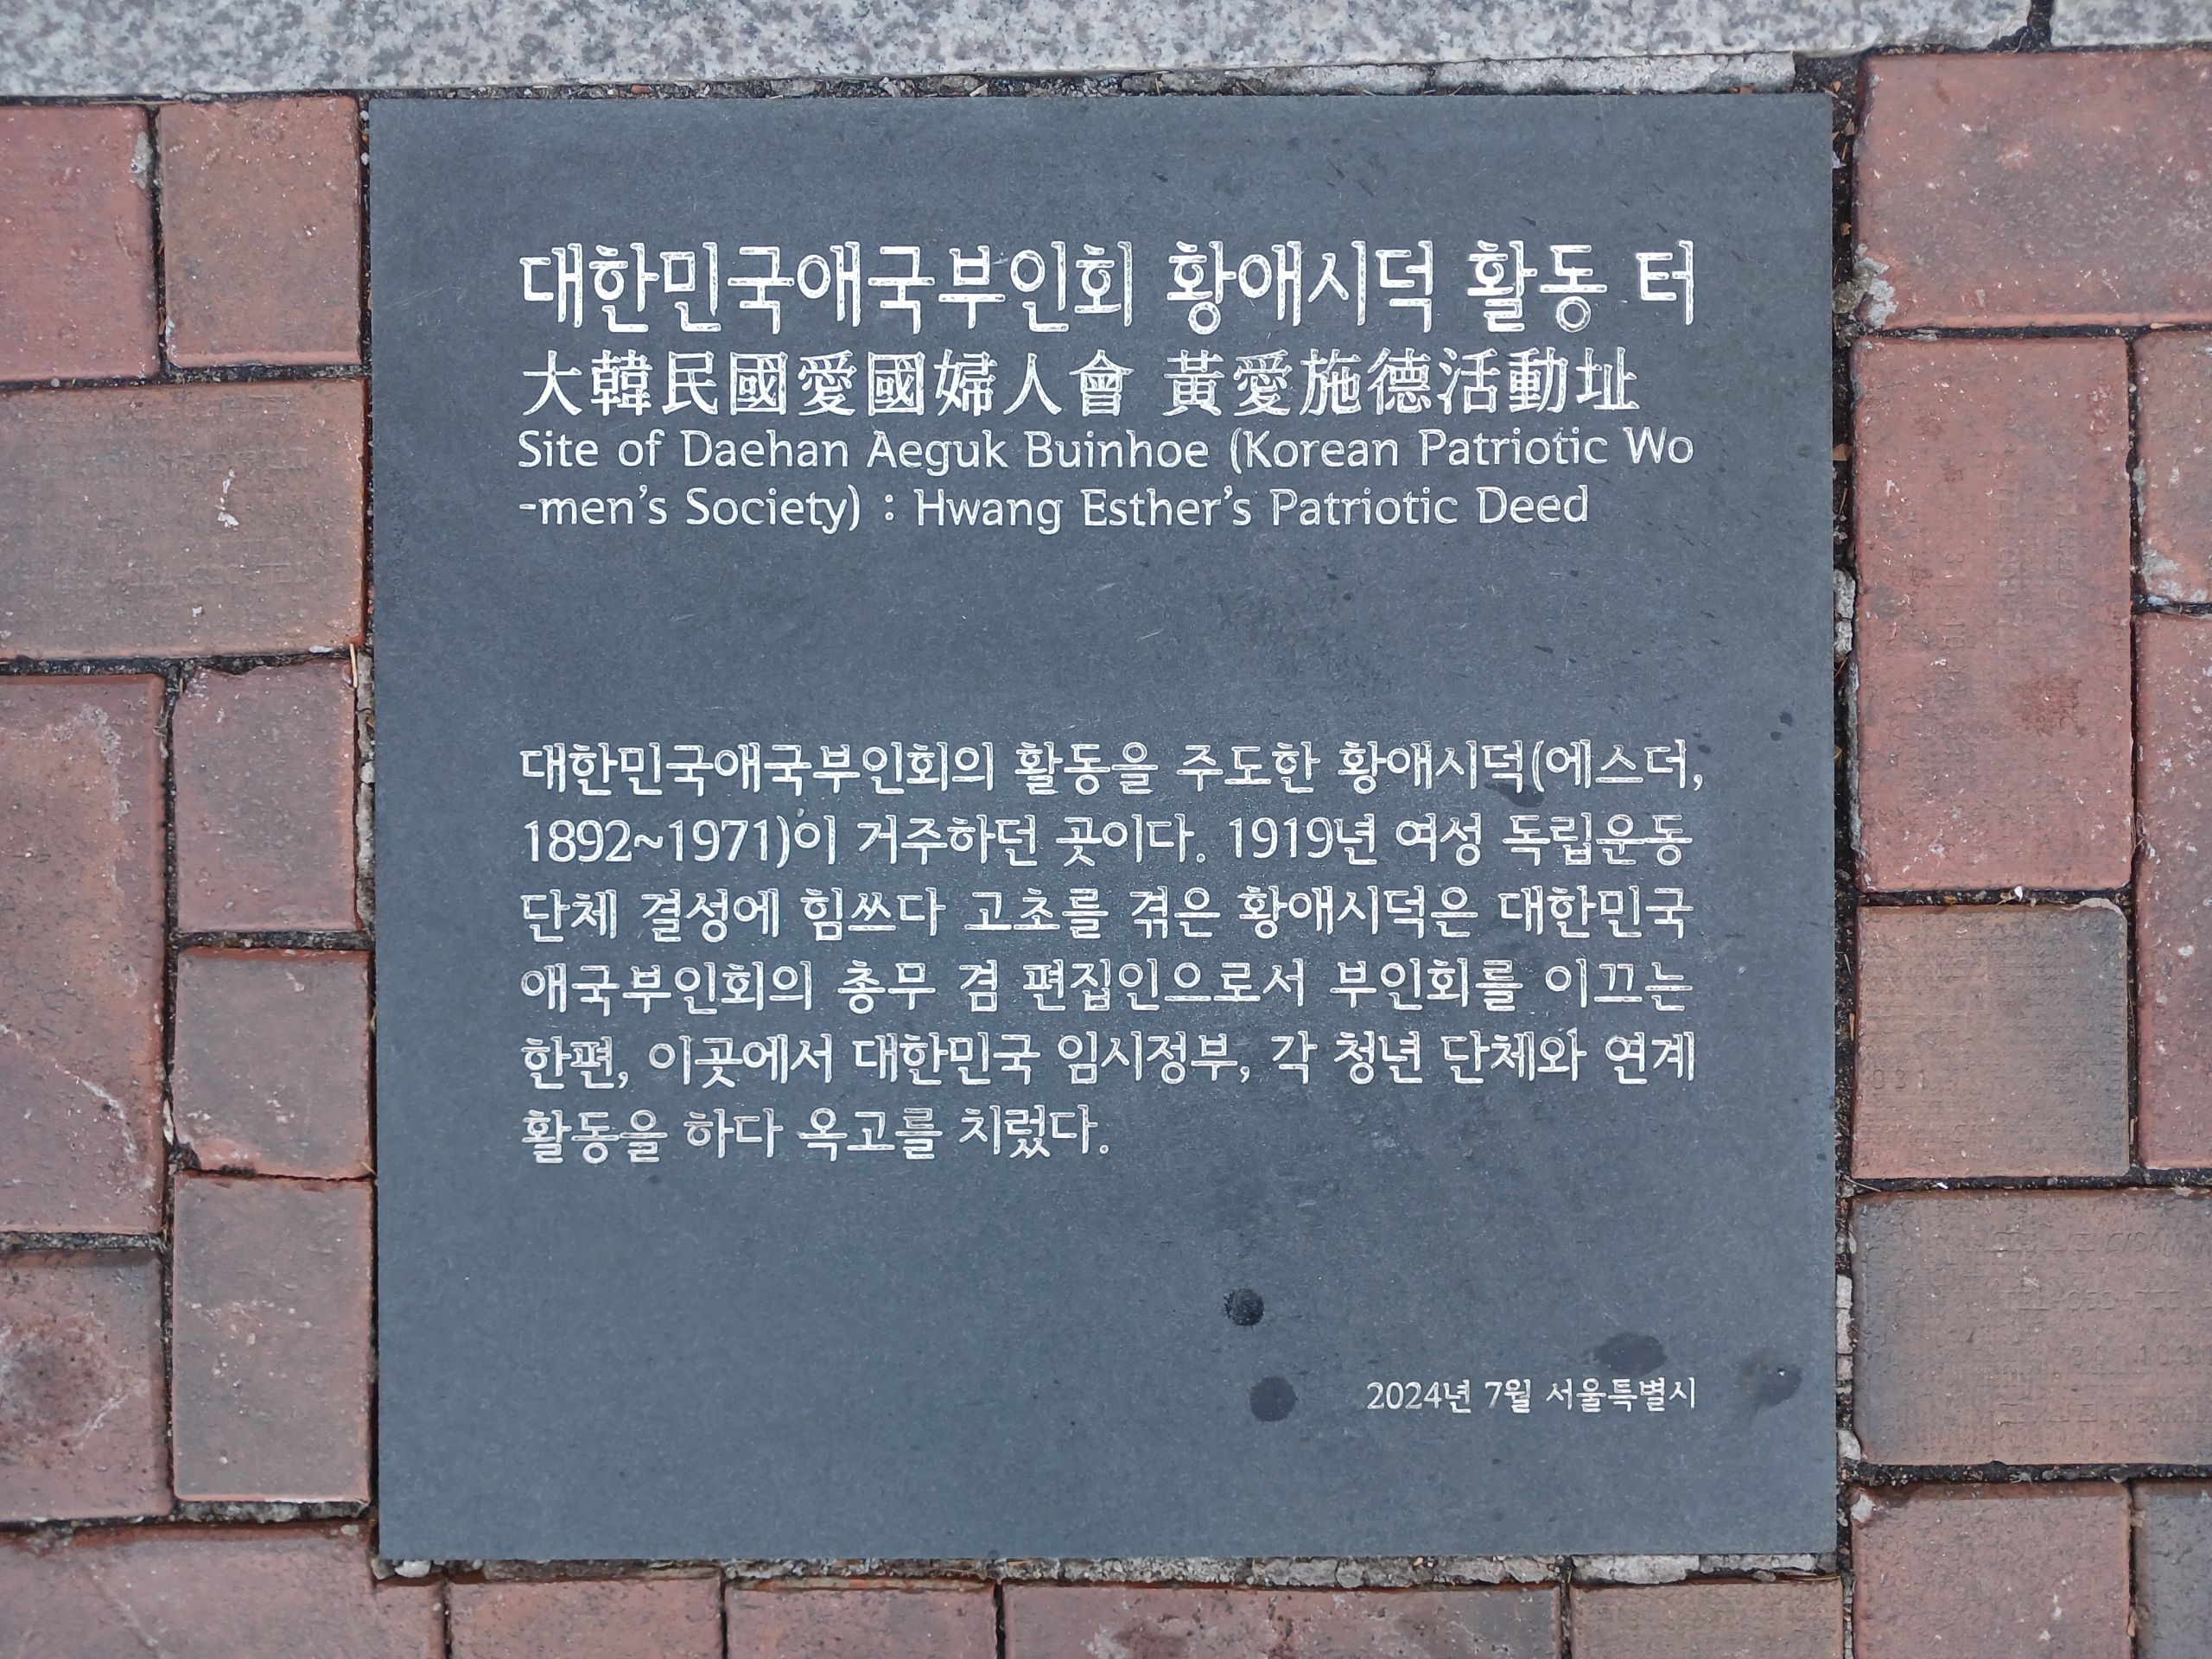 대한민국애국부인회 황애시덕 활동 터
大韓民國愛國婦人會 黃愛施德活動址
Site of Daehan Aeguk Buinhoe (Korean Patriotic Wo
-men's Society) : Hwang Esther's Patriotic Deed
대한민국애국부인회의 활동을 주도한 황애시덕(에스더,
1892~1971)이 거주하던 곳이다. 1919년 여성 독립운동
단체 결성에 힘쓰다 고초를 겪은 황애시덕은 대한민국
애국부인회의 총무 겸 편집인으로서 부인회를 이끄는
한편, 이곳에서 대한민국 임시정부, 각 청년 단체와 연계
활동을 하다 옥고를 치렀다.
2024년 7월 서울특별시